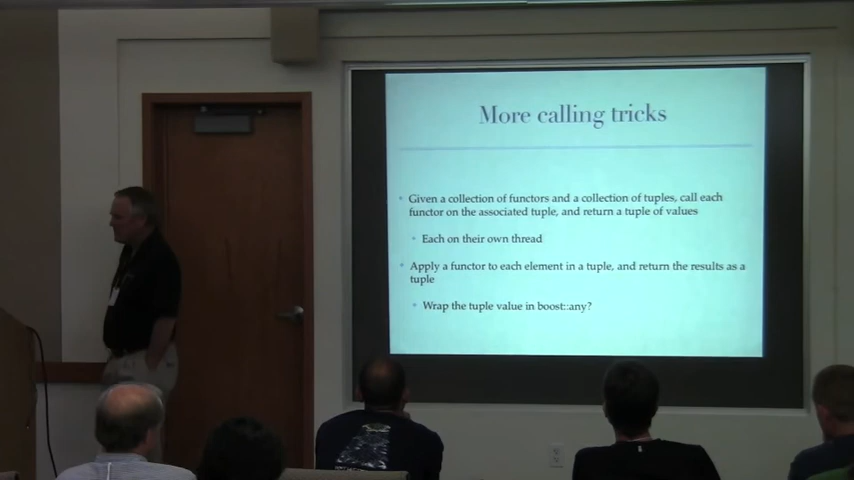 More calling tricks
• Given a collection of functors and a collection of tuples, call each
functor on the associated tuple, and return a tuple of values
• Each on their own thread
• Apply a functor to each element in a tuple, and return the results as a
tuple
• Wrap the tuple value in boost::any?